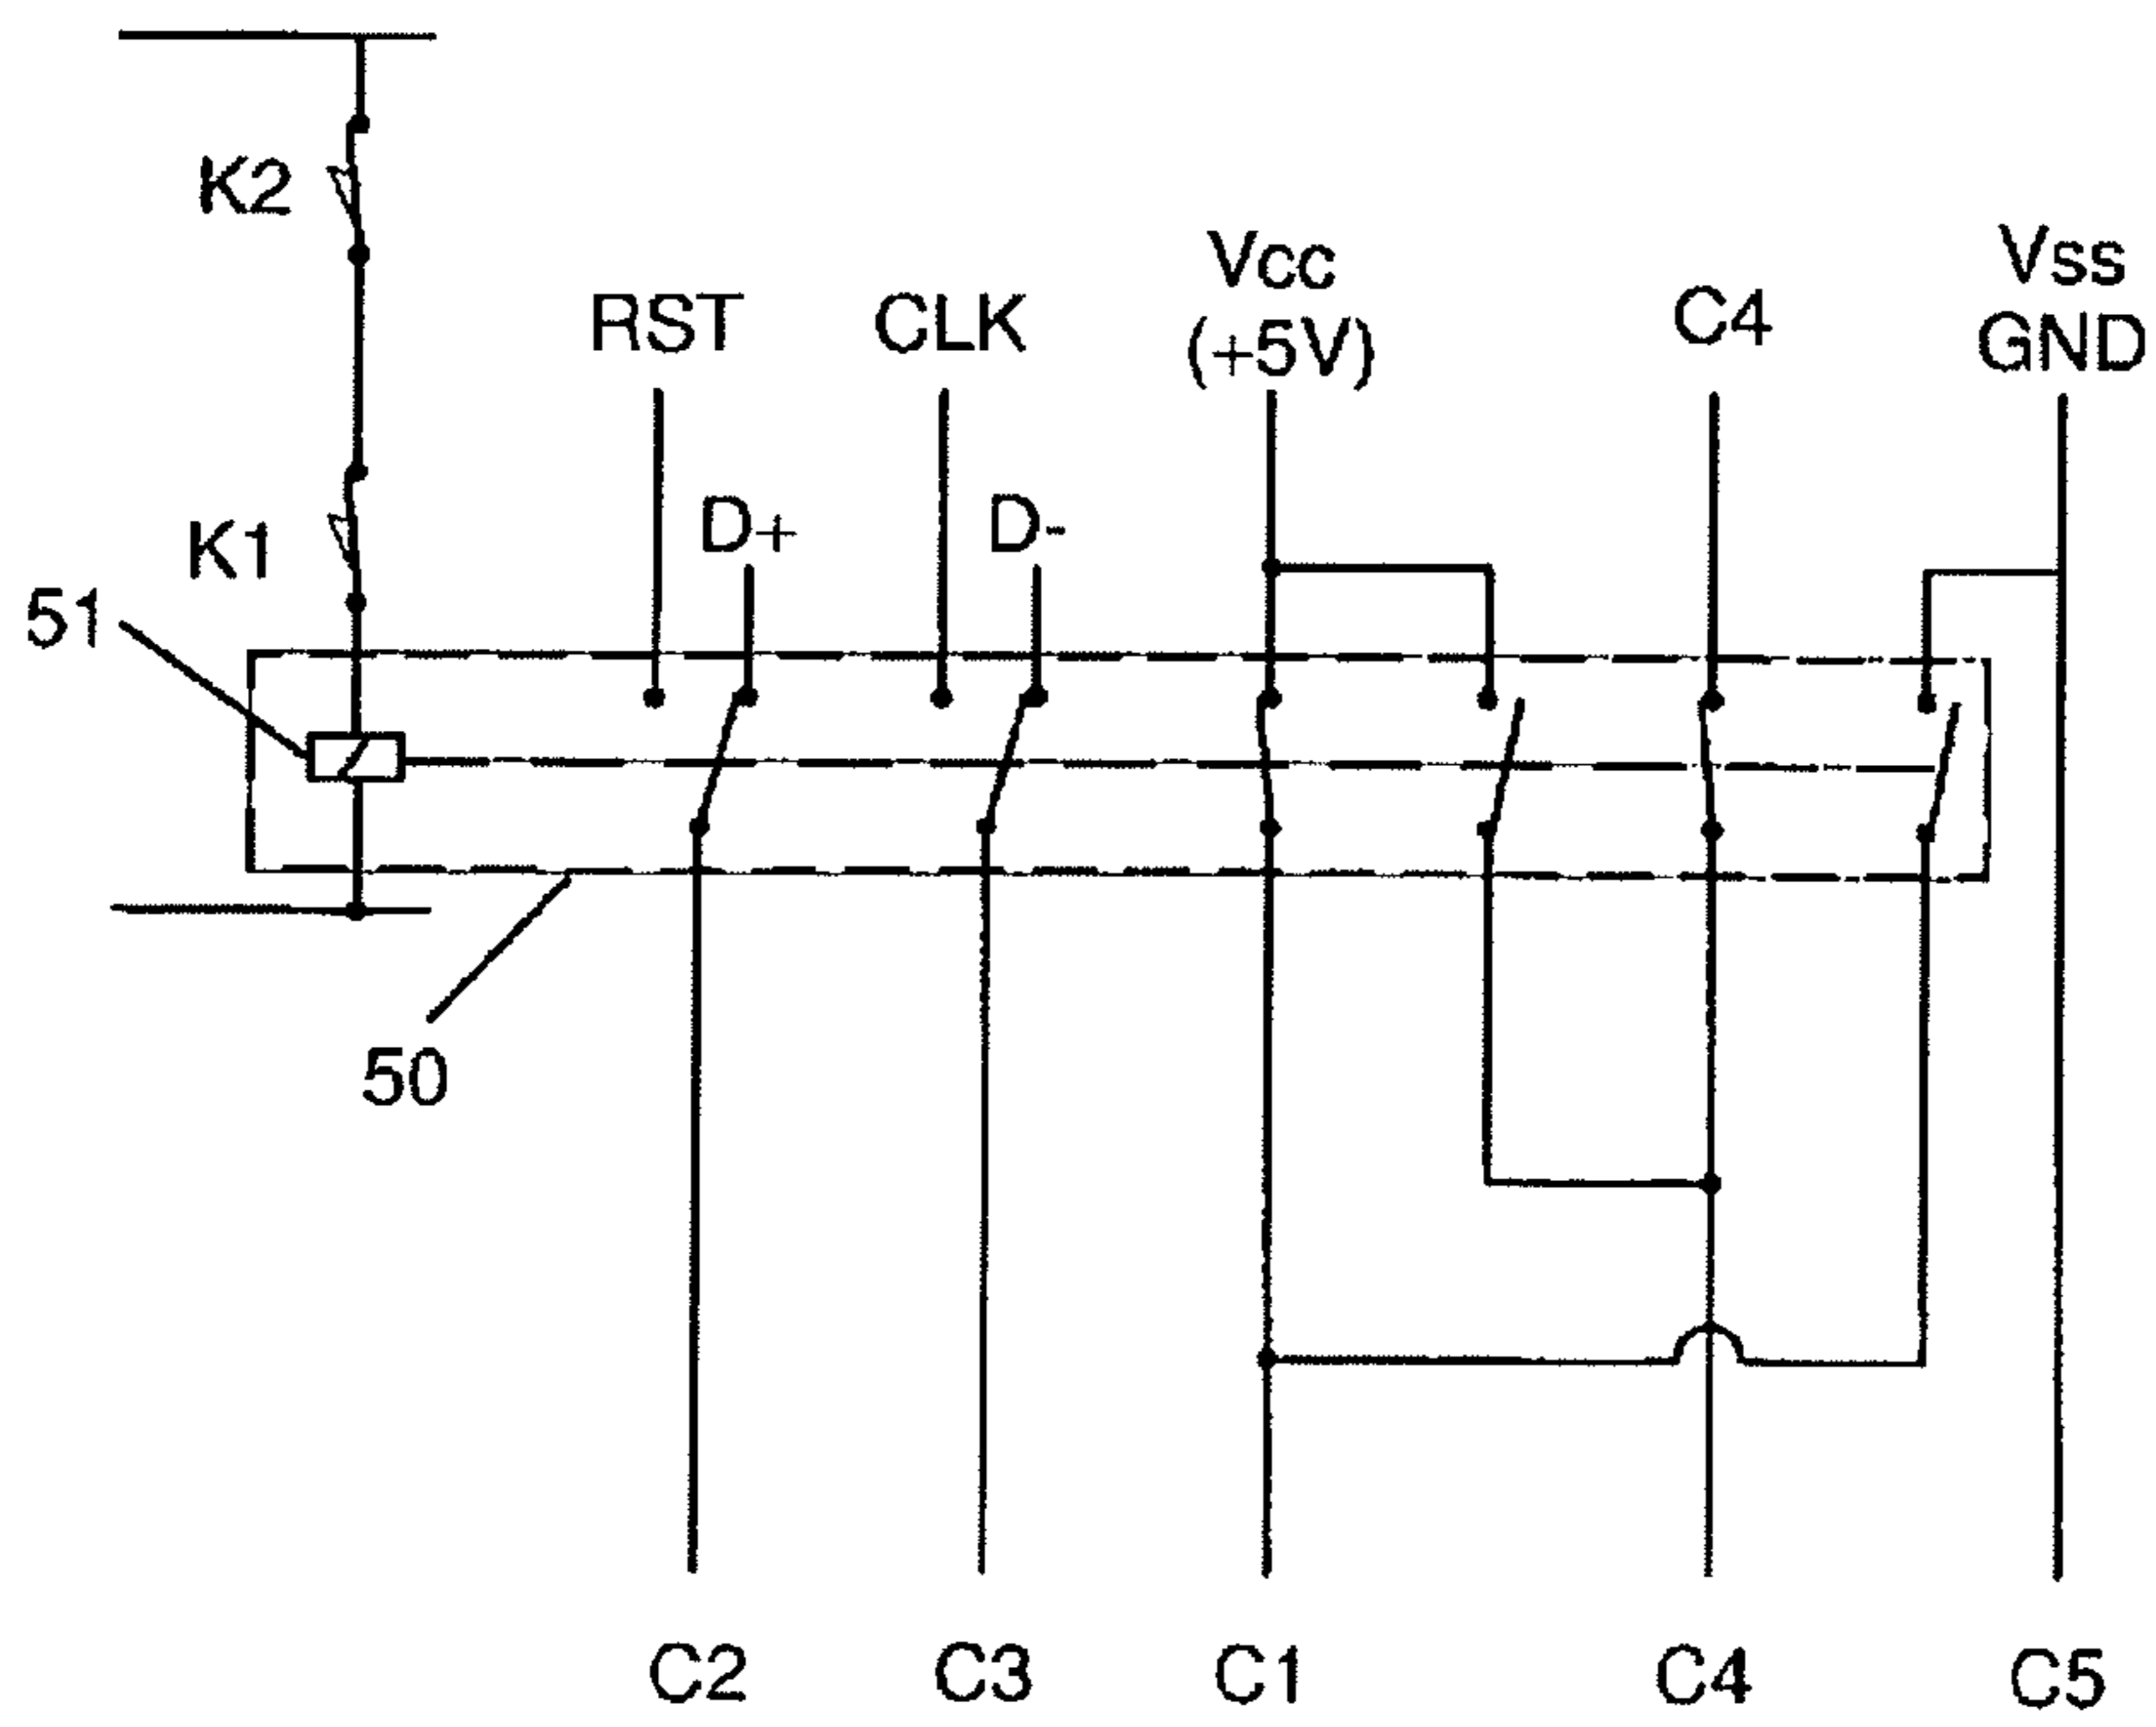 K2
RST
CLK
Vcc
(+5V)
C4
Vss
GND
K1
D+
D-
51
50
C2
C3
C1
C4
C5